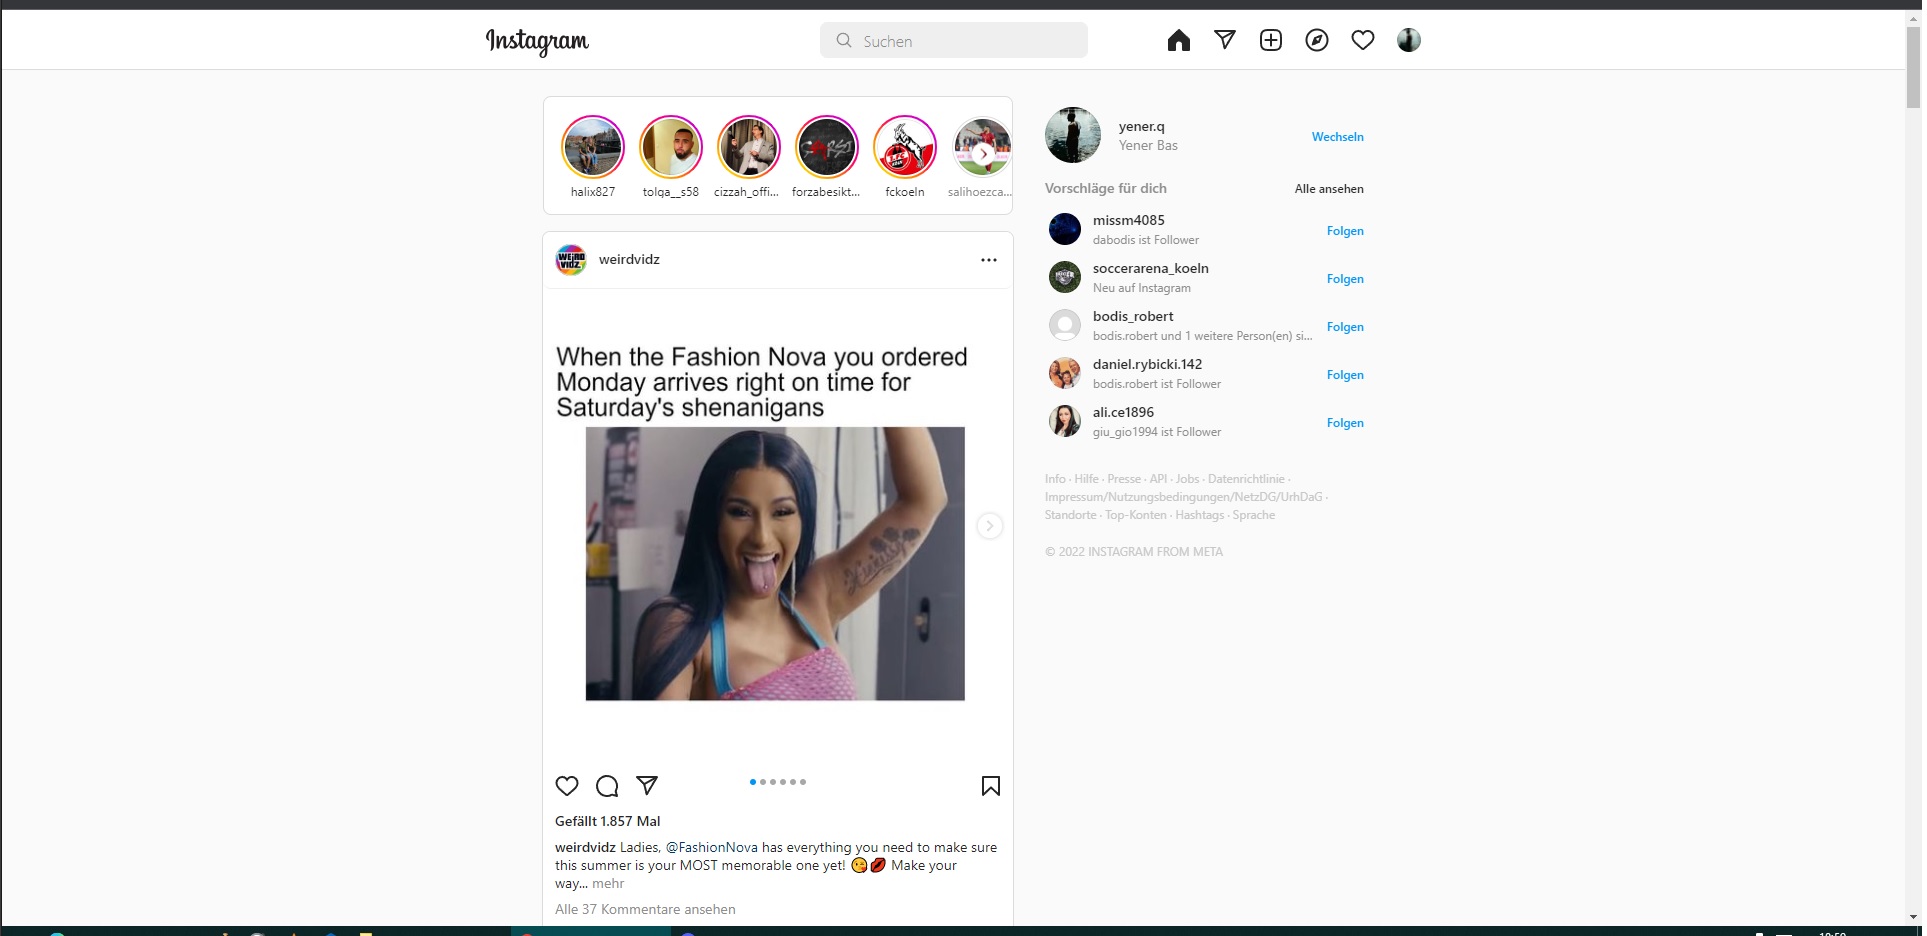 Instagram
Suchen
halix827
tolga__s58
cizzah_offi...
forzabesikt...
fckoeln
salihoezca...
yener.q
Yener Bas
Wechseln
Vorschläge für dich
Alle ansehen
missm4085
dabodis ist Follower
Folgen
soccerarena_koeln
Neu auf Instagram
Folgen
bodis_robert
bodis.robert und 1 weitere Person(en) si...
Folgen
daniel.rybicki.142
bodis.robert ist Follower
Folgen
ali.ce1896
giu_gio1994 ist Follower
Folgen
Info · Hilfe · Presse · API · Jobs · Datenrichtlinie ·
Impressum/Nutzungsbedingungen/NetzDG/UrhDaG ·
Standorte · Top-Konten · Hashtags · Sprache
© 2022 INSTAGRAM FROM META
WEIRD
VIDZ
weirdvidz
When the Fashion Nova you ordered
Monday arrives right on time for
Saturday's shenanigans
Gefällt 1.857 Mal
weirdvidz Ladies, @FashionNova has everything you need to make sure
this summer is your MOST memorable one yet! 😘💋 Make your
way... mehr
Alle 37 Kommentare ansehen